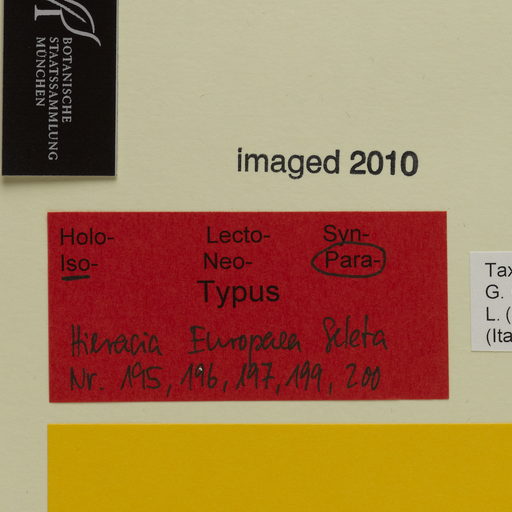 BOTANISCHE
STAATSSAMMLUNG
MÜNCHEN
imaged 2010
Holo- Lecto- Syn-
Iso- Neo- Para-
Typus
Hieracia Europaea Selecta
Nr. 195, 196, 197, 199, 200
Tax
G.
L. (
(Ita